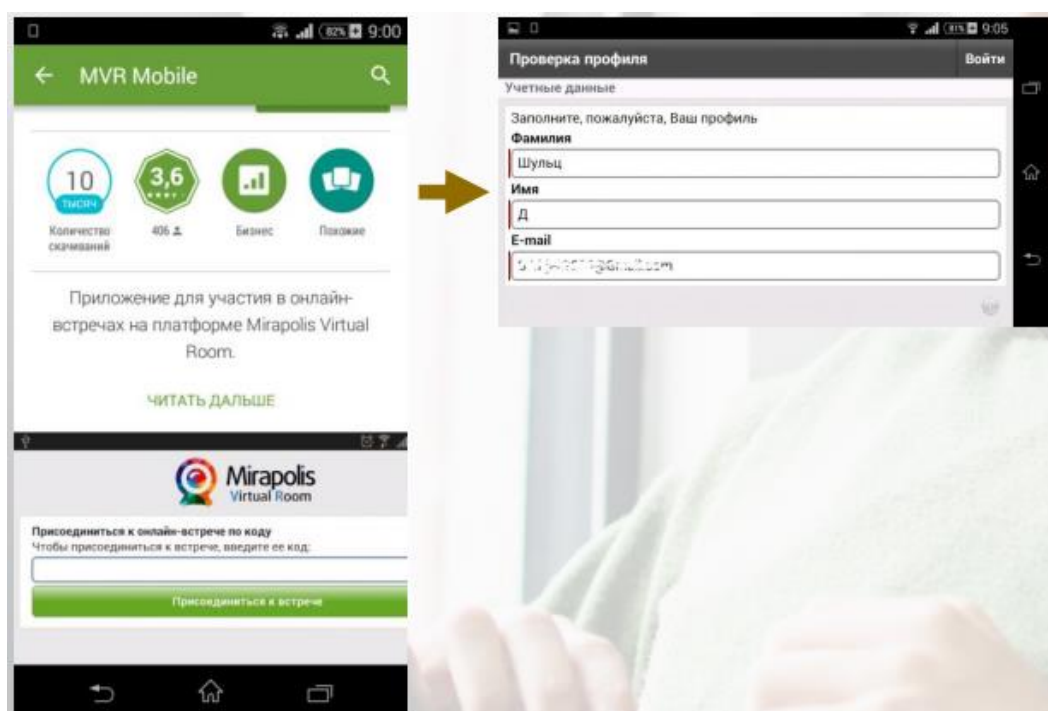 82% 9:00
MVR Mobile
10
тысяч
3,6
Количество
скачиваний
406
Бизнес
Похожие
Приложение для участия в онлайн-
встречах на платформе Mirapolis Virtual
Room.
ЧИТАТЬ ДАЛЬШЕ
Mirapolis
Virtual Room
Присоединиться к онлайн-встрече по коду
Чтобы присоединиться к встрече, введите ее код:
Присоединиться к встрече
81% 9:05
Проверка профиля
Войти
Учетные данные
Заполните, пожалуйста, Ваш профиль
Фамилия
Шульц
Имя
Д
E-mail